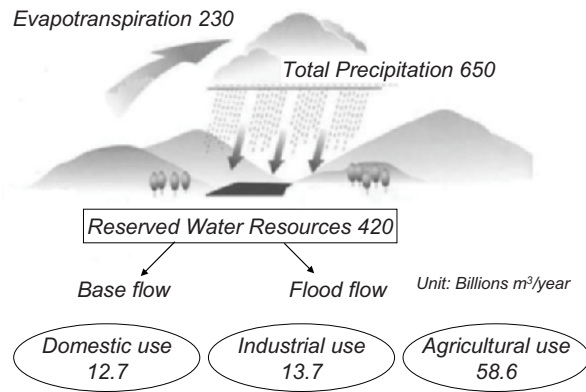 Evapotranspiration 230
Total Precipitation 650
Reserved Water Resources 420
Base flow
Flood flow
Unit: Billions m³/year
Domestic use
12.7
Industrial use
13.7
Agricultural use
58.6